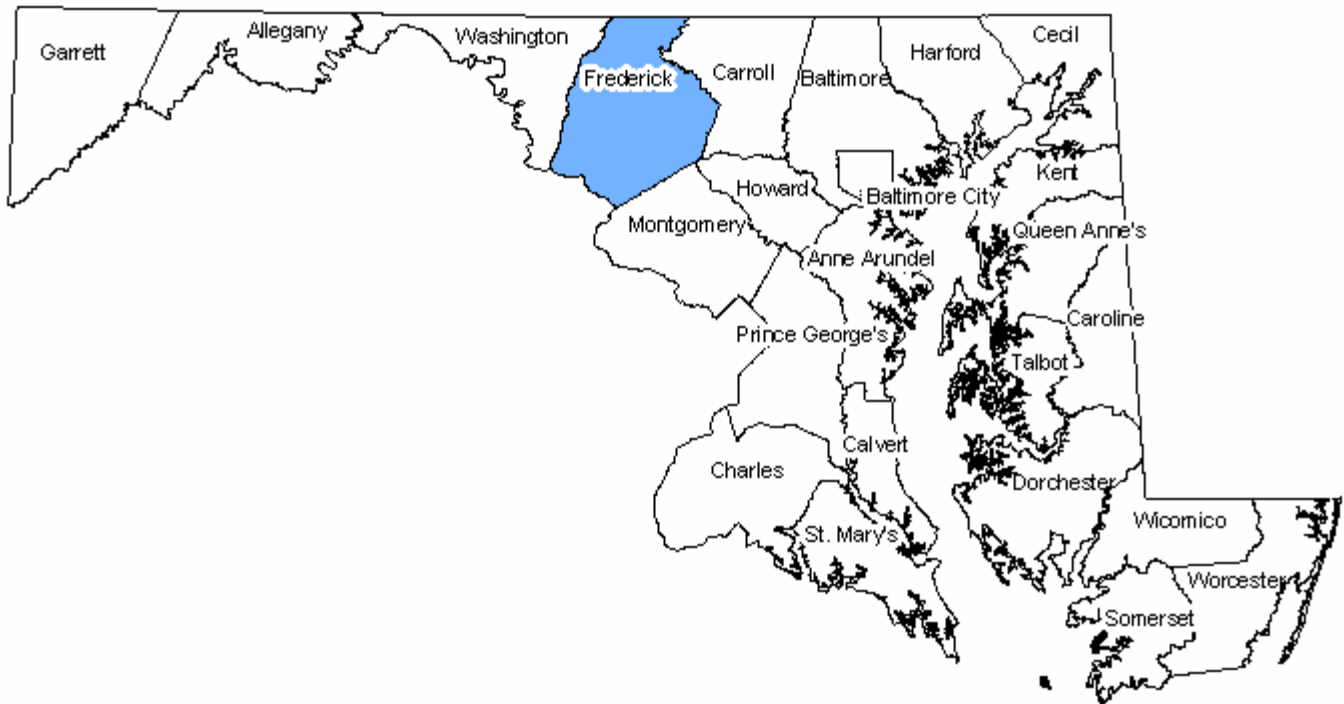 Garrett
Allegany
Washington
Frederick
Carroll
Baltimore
Harford
Cecil
Kent
Howard
Baltimore City
Montgomery
Queen Anne's
Anne Arundel
Prince George's
Caroline
Talbot
Calvert
Charles
Dorchester
St. Mary's
Wicomico
Worcester
Somerset